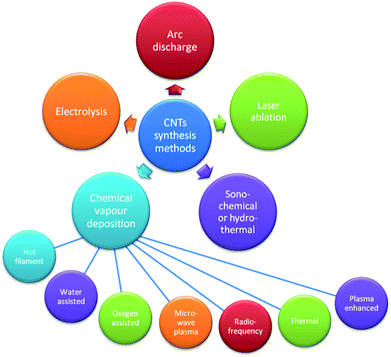 Arc
discharge
Electrolysis
CNTs
synthesis
methods
Laser
ablation
Chemical
vapour
deposition
Sono-
chemical
or hydro-
thermal
Hot
filament
Water
assisted
Oxygen
assisted
Micro-
wave
plasma
Radio-
frequency
Thermal
Plasma
enhanced